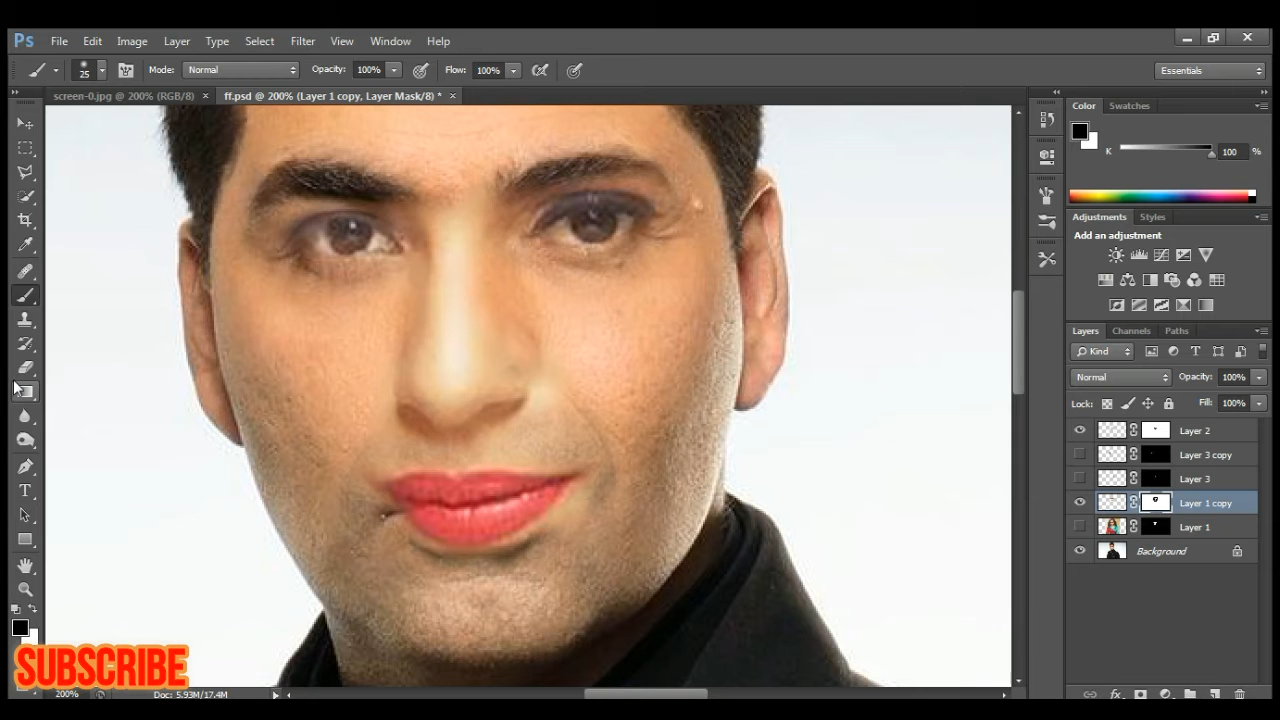 Ps File Edit Image Layer Type Select Filter View Window Help
25 Mode: Normal Opacity: 100% Flow: 100% Essentials
screen-0.jpg @ 200% (RGB/8) × ff.psd @ 200% (Layer 1 copy, Layer Mask/8) * ×
Color Swatches
K 100 %
Adjustments Styles
Add an adjustment
Layers Channels Paths
Kind
Normal Opacity: 100%
Lock: Fill: 100%
Layer 2
Layer 3 copy
Layer 3
Layer 1 copy
Layer 1
Background
T
SUBSCRIBE
200% Doc: 5.93M/17.4M
fx